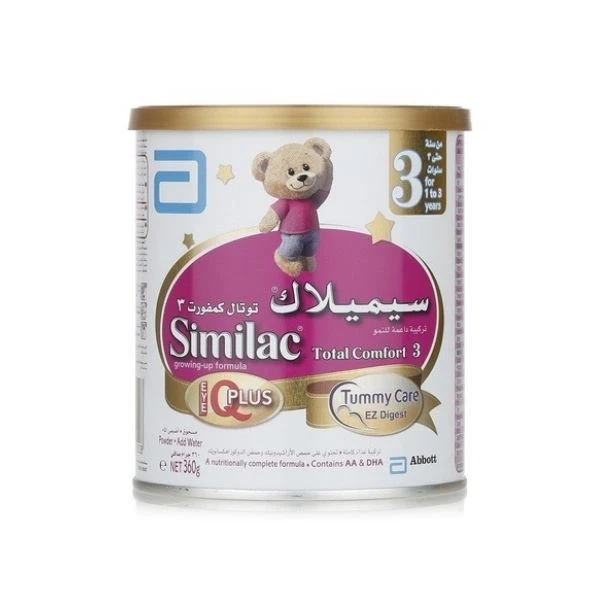 من سنة
حتى ٣
سنوات
3
for
1 to 3
years
سيميلاك®
توتال كمفورت ٣
تركيبة داعمة للنمو
Similac®
Total Comfort 3
growing-up formula
EYE IQ PLUS
Tummy Care
EZ Digest
Powder • Add Water
℮ NET 360g
A nutritionally complete formula • Contains AA & DHA
Abbott